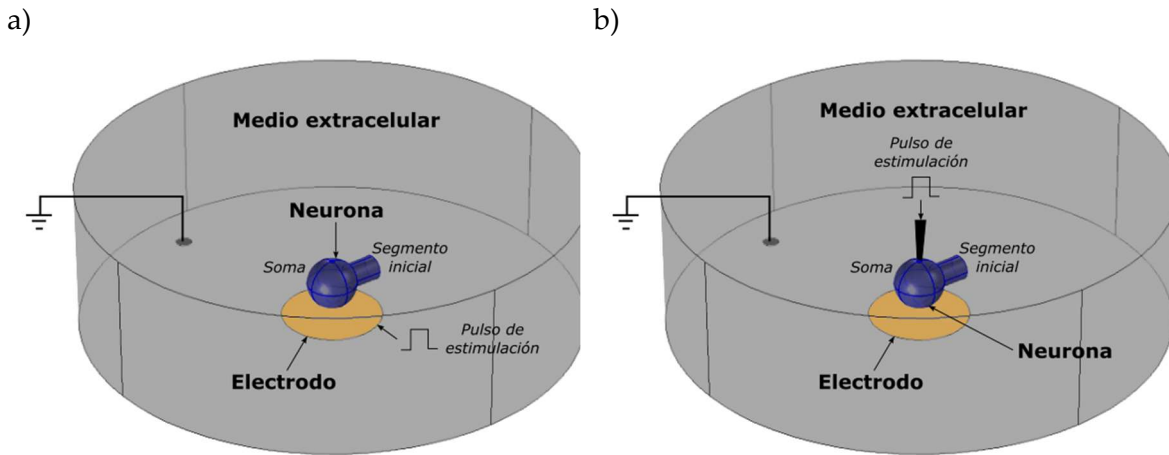 a)
Medio extracelular
Neurona
Segmento
inicial
Soma
Pulso de
estimulación
Electrodo
b)
Medio extracelular
Pulso de
estimulación
Segmento
inicial
Soma
Neurona
Electrodo